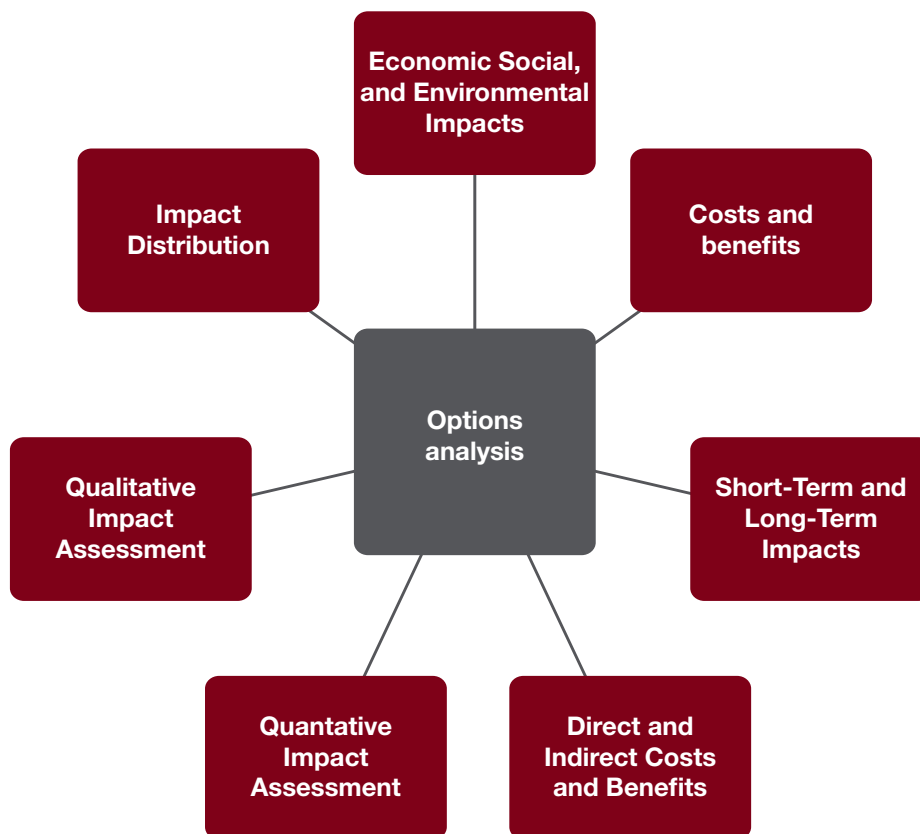 Economic Social,
and Environmental
Impacts
Impact
Distribution
Costs and
benefits
Options
analysis
Qualitative
Impact
Assessment
Short-Term and
Long-Term
Impacts
Quantative
Impact
Assessment
Direct and
Indirect Costs
and Benefits